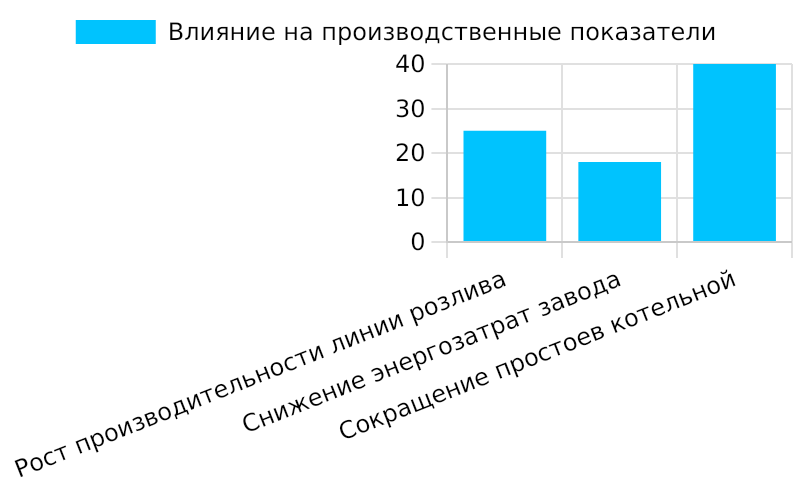 Влияние на производственные показатели
40
30
20
10
0
Рост производительности линии розлива
Снижение энергозатрат завода
Сокращение простоев котельной